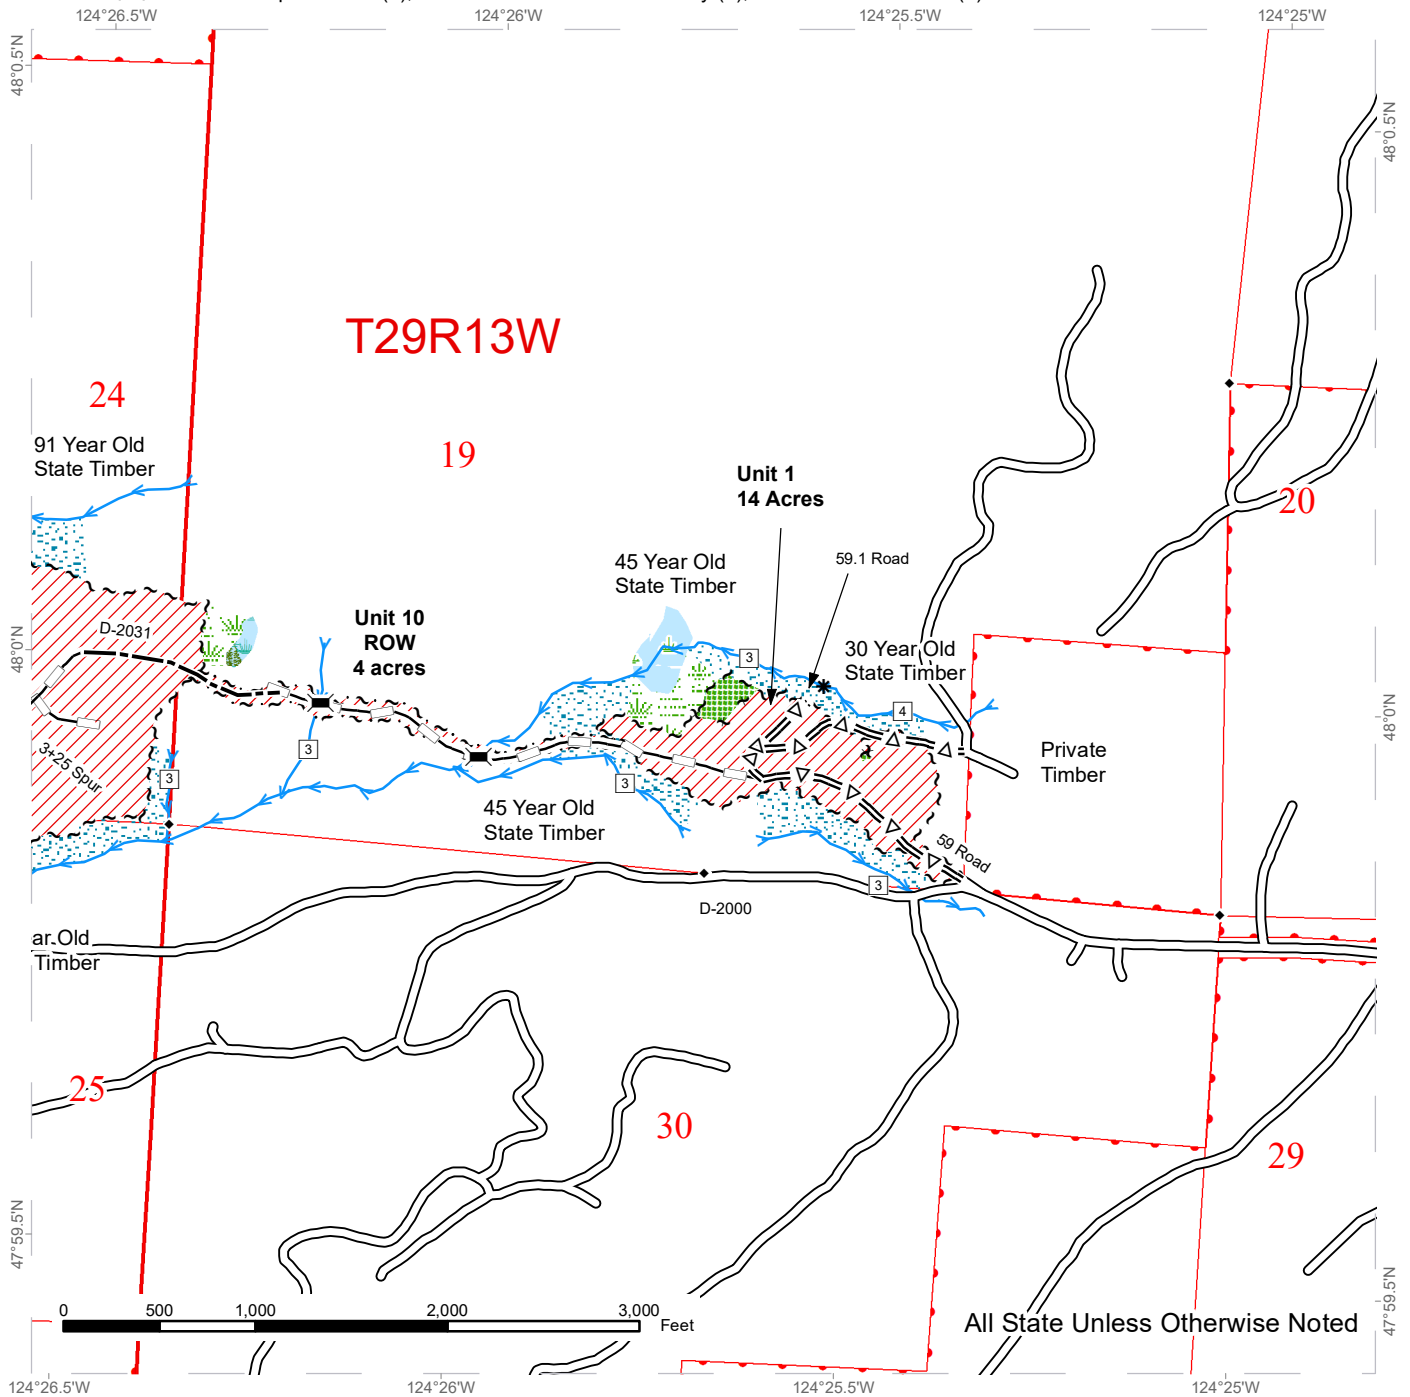 124°26.5'W
124°26'W
124°25.5'W
124°25'W
48°0.5'N
48°0.5'N
T29R13W
24
91 Year Old
State Timber
19
Unit 1
14 Acres
20
45 Year Old
State Timber
59.1 Road
Unit 10
ROW
4 acres
D-2031
48°0'N
3
30 Year Old
State Timber
4
48°0'N
3
3+25 Spur
3
3
Private
Timber
45 Year Old
State Timber
59 Road
3
D-2000
ar Old
Timber
25
30
29
47°59.5'N
47°59.5'N
0 500 1,000 2,000 3,000
Feet
All State Unless Otherwise Noted
124°26.5'W
124°26'W
124°25.5'W
124°25'W